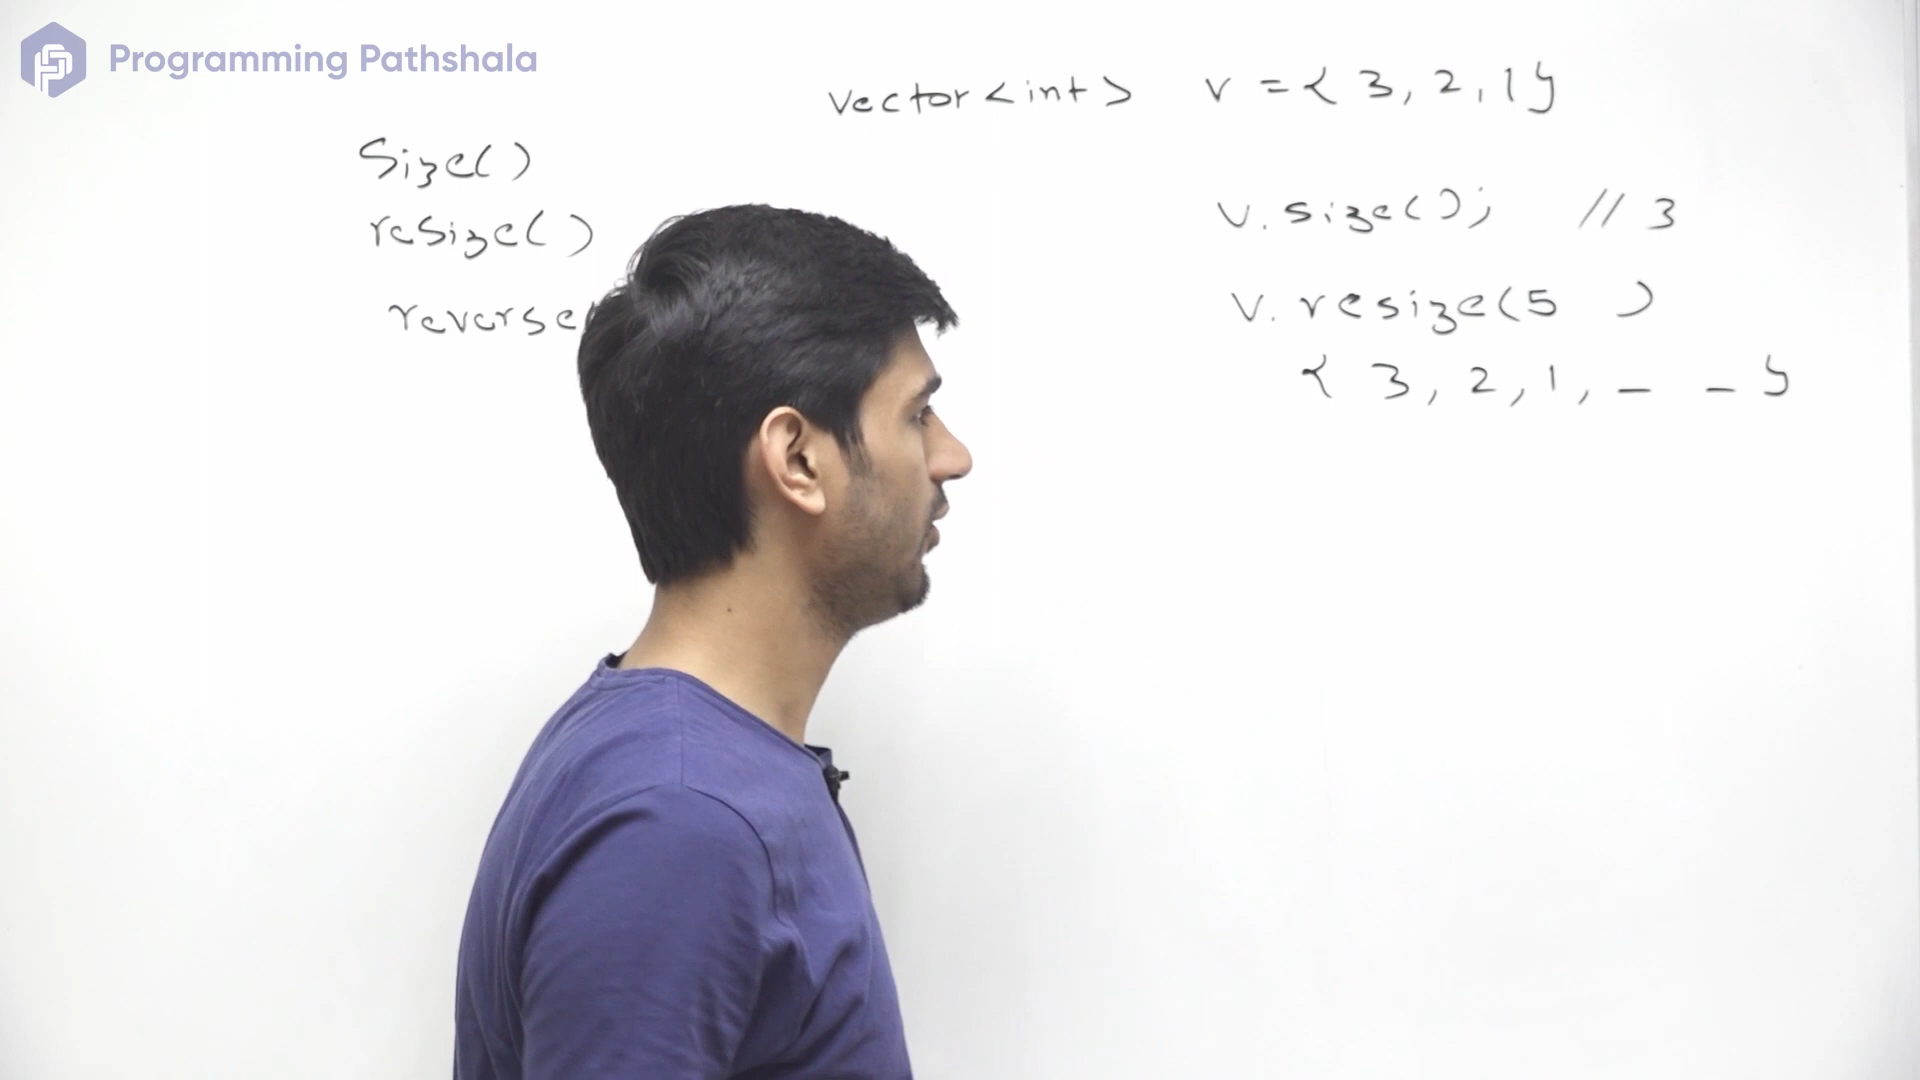 Programming Pathshala
vector<int> v = { 3, 2, 1 }
size()
resize()
reverse
v.size(); // 3
v.resize(5 )
{ 3, 2, 1, _ _ }